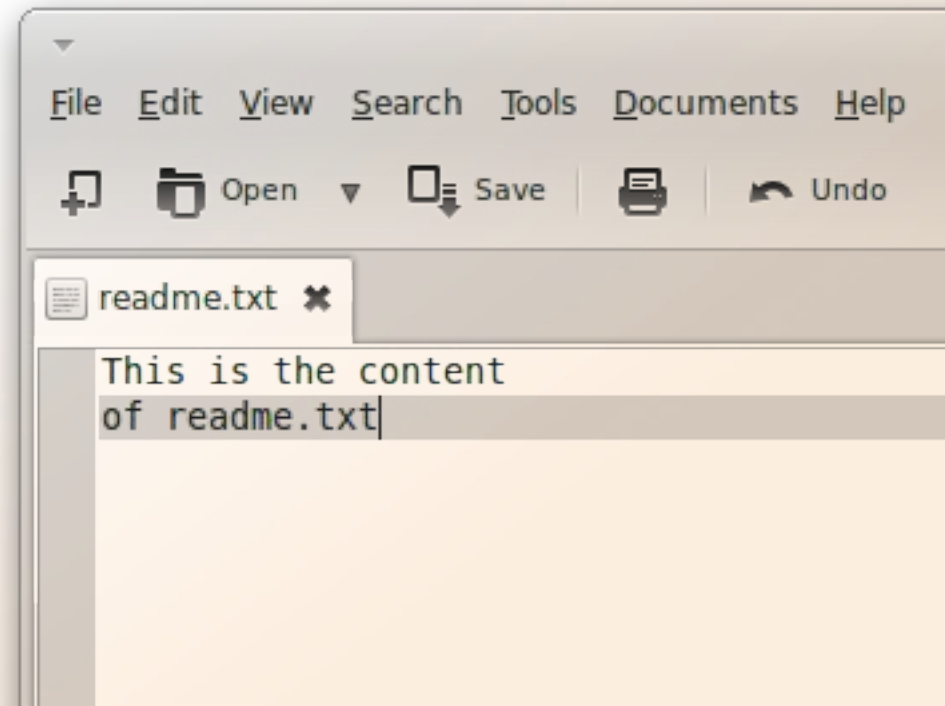 File Edit View Search Tools Documents Help
Open Save Undo
readme.txt
This is the content
of readme.txt